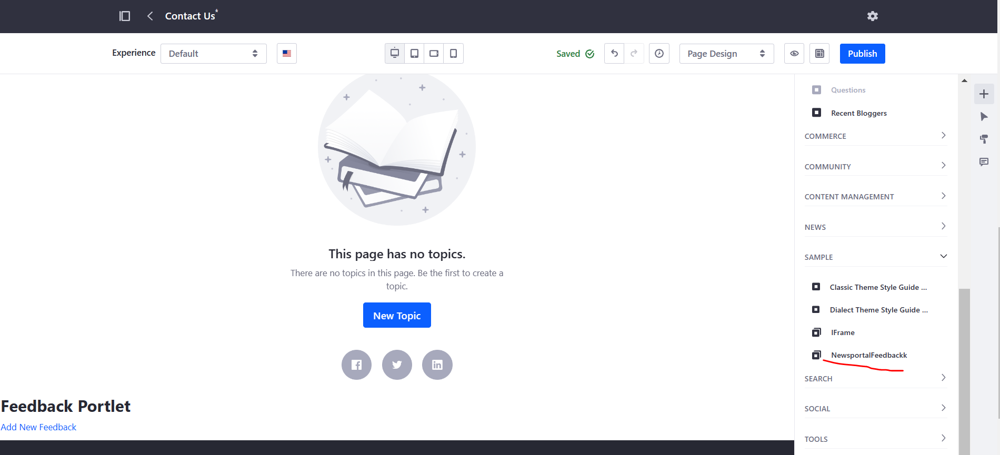 Contact Us*
Experience
Default
Saved
Page Design
Publish
This page has no topics.
There are no topics in this page. Be the first to create a
topic.
New Topic
Feedback Portlet
Add New Feedback
Questions
Recent Bloggers
COMMERCE
COMMUNITY
CONTENT MANAGEMENT
NEWS
SAMPLE
Classic Theme Style Guide ...
Dialect Theme Style Guide ...
IFrame
NewsportalFeedbackk
SEARCH
SOCIAL
TOOLS